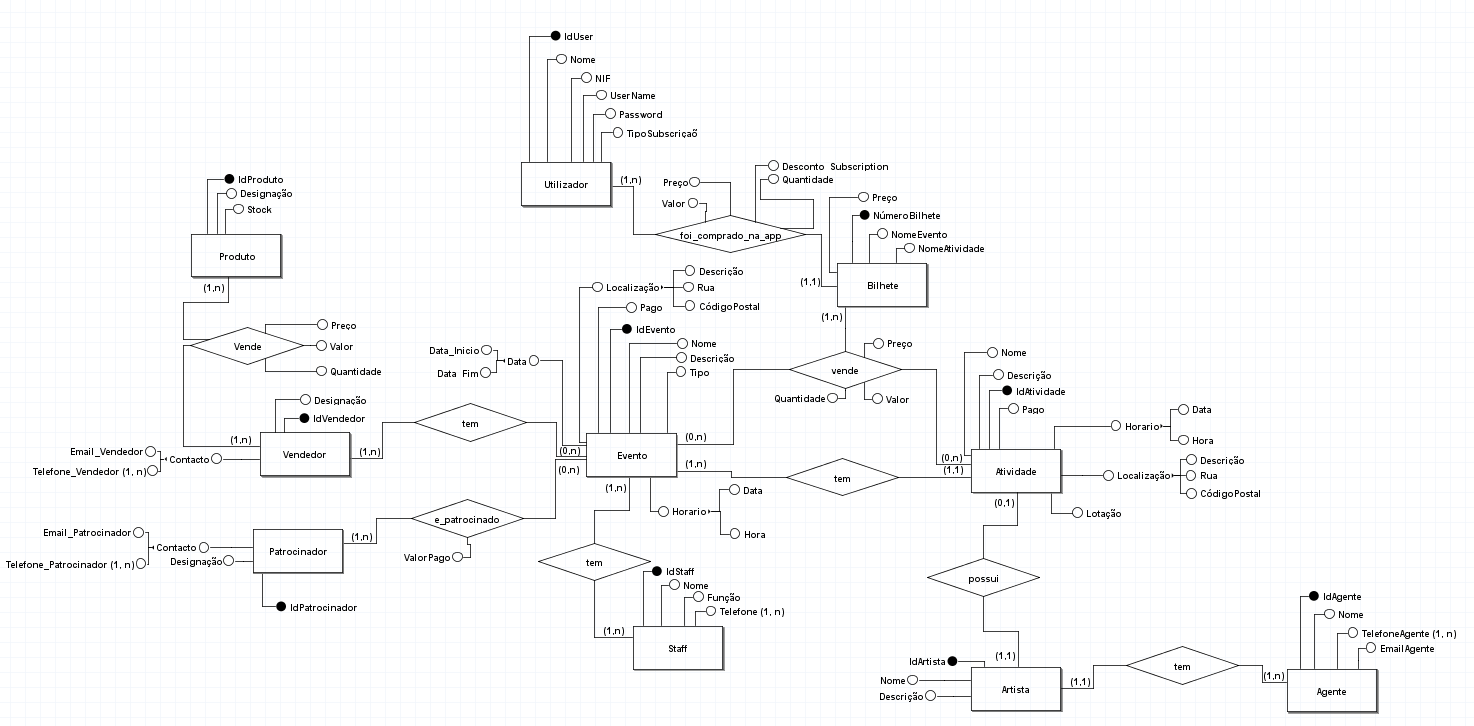 IdUser
Nome
NIF
UserName
Password
TipoSubscriçaõ
Utilizador
(1,n)
Desconto Subscription
Quantidade
Preço
Valor
foi_comprado_na_app
(1,1)
Preço
NúmeroBilhete
NomeEvento
NomeAtividade
Bilhete
(1,n)
IdProduto
Designação
Stock
Produto
(1,n)
Vende
Preço
Valor
Quantidade
(1,n)
Designação
IdVendedor
Vendedor
Email_Vendedor
Telefone_Vendedor (1, n)
Contacto
(1,n)
tem
(0,n)
Localização
Descrição
Rua
CódigoPostal
Pago
IdEvento
Nome
Descrição
Tipo
Data_Inicio
Data Fim
Data
Evento
(0,n)
vende
Preço
Quantidade
Valor
(0,n)
(1,n)
tem
(1,1)
Nome
Descrição
IdAtividade
Pago
Atividade
Horario
Data
Hora
Localização
Descrição
Rua
CódigoPostal
Lotação
(0,1)
(0,n)
e_patrocinado
ValorPago
(1,n)
Email_Patrocinador
Telefone_Patrocinador (1, n)
Contacto
Designação
Patrocinador
IdPatrocinador
(1,n)
Horario
Data
Hora
tem
(1,n)
IdStaff
Nome
Função
Telefone (1, n)
Staff
possui
(1,1)
IdArtista
Nome
Descrição
Artista
(1,1)
tem
(1,n)
IdAgente
Nome
TelefoneAgente (1, n)
EmailAgente
Agente